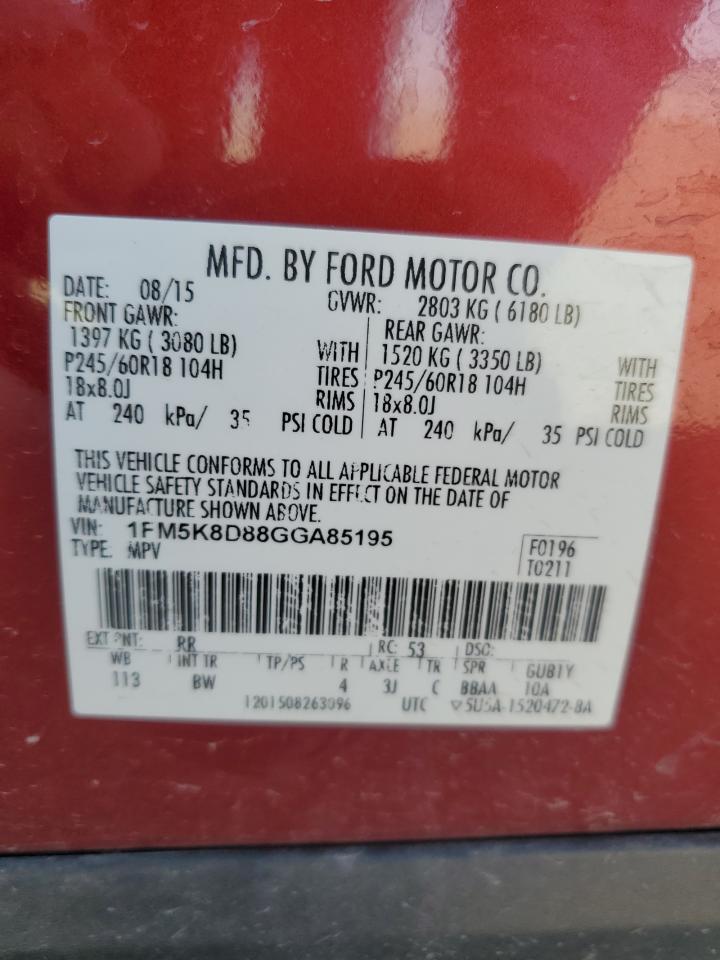 MFD. BY FORD MOTOR CO.
DATE: 08/15 GVWR: 2803 KG ( 6180 LB)
FRONT GAWR: REAR GAWR:
1397 KG ( 3080 LB) WITH 1520 KG ( 3350 LB) WITH
P245/60R18 104H TIRES P245/60R18 104H TIRES
18x8.0J RIMS 18x8.0J RIMS
AT 240 kPa/ 35 PSI COLD AT 240 kPa/ 35 PSI COLD
THIS VEHICLE CONFORMS TO ALL APPLICABLE FEDERAL MOTOR
VEHICLE SAFETY STANDARDS IN EFFECT ON THE DATE OF
MANUFACTURE SHOWN ABOVE.
VIN: 1FM5K8D88GGA85195 F0196
TYPE: MPV T0211
EXT PNT: RR RC: 53 DSO:
WB INT TR TP/PS R AXLE TR SPR GUB1Y
113 BW 4 3J C BBAA 10A
1201508263096 UTC ▽5U5A-1520472-BA